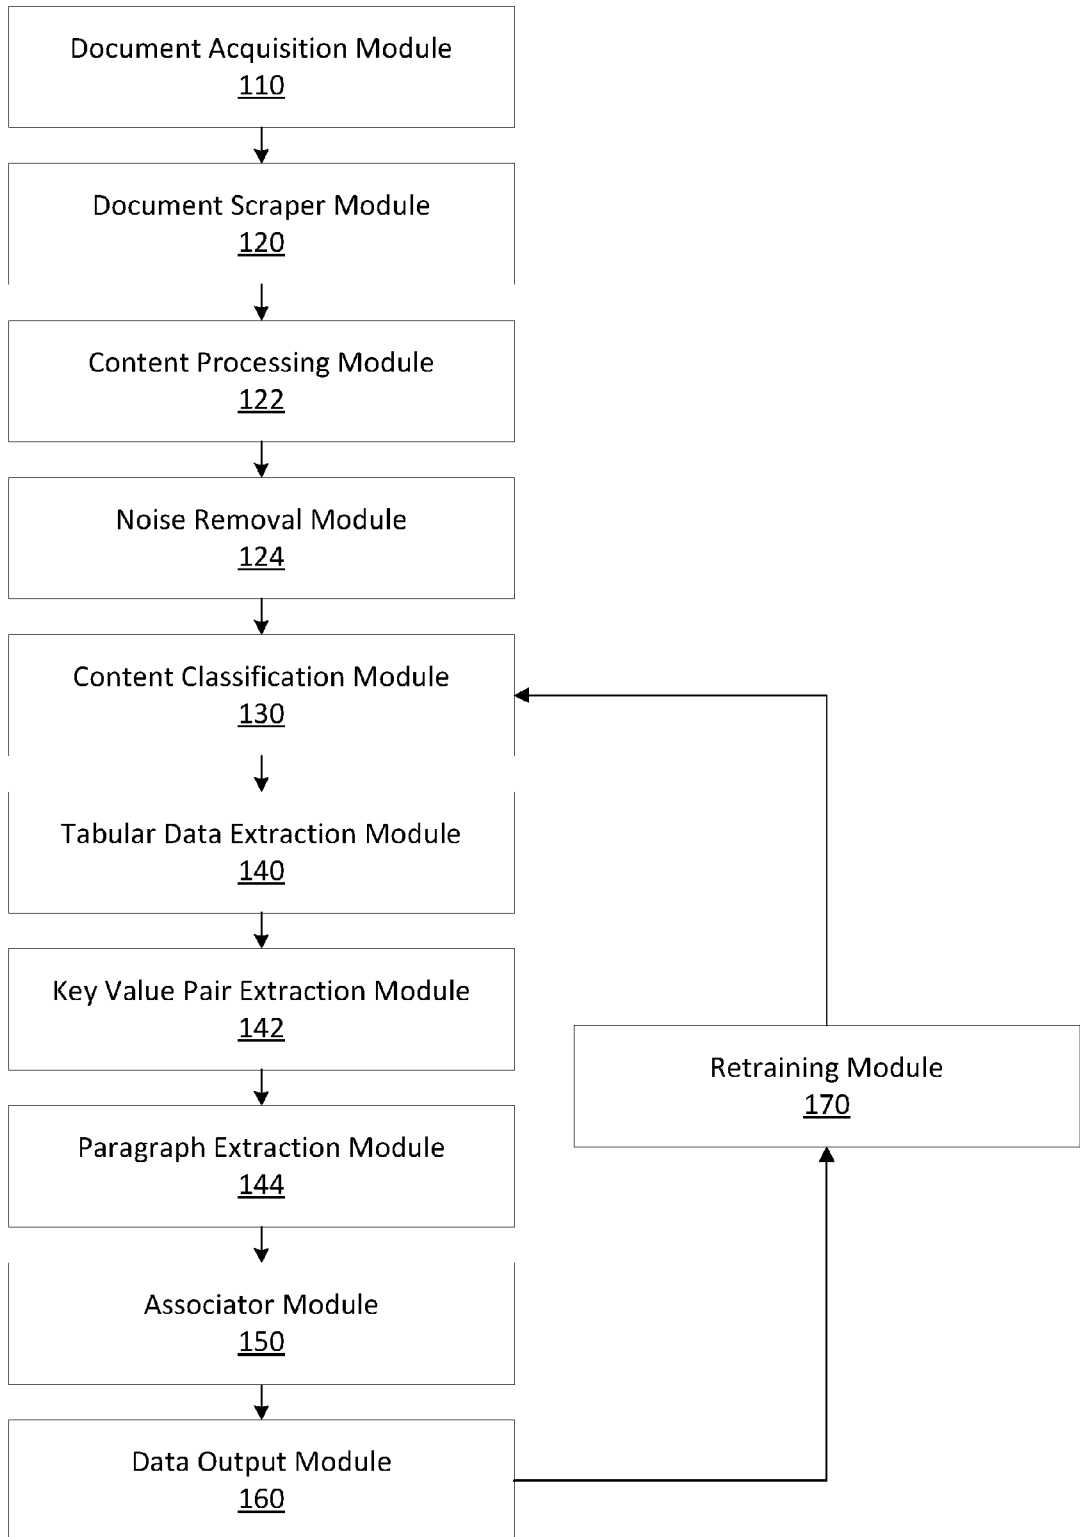 Document Acquisition Module
110
Document Scraper Module
120
Content Processing Module
122
Noise Removal Module
124
Content Classification Module
130
Tabular Data Extraction Module
140
Key Value Pair Extraction Module
142
Retraining Module
170
Paragraph Extraction Module
144
Associator Module
150
Data Output Module
160